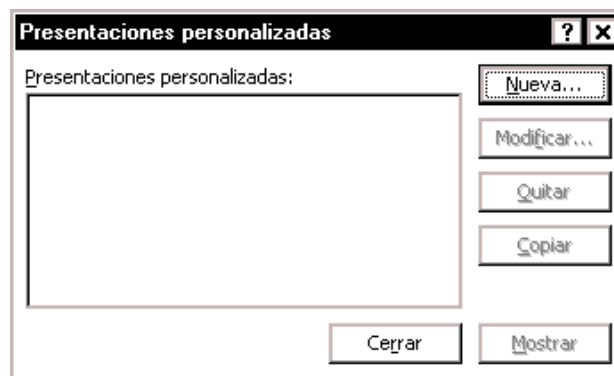 Presentaciones personalizadas
Presentaciones personalizadas:
Nueva...
Modificar...
Quitar
Copiar
Cerrar
Mostrar